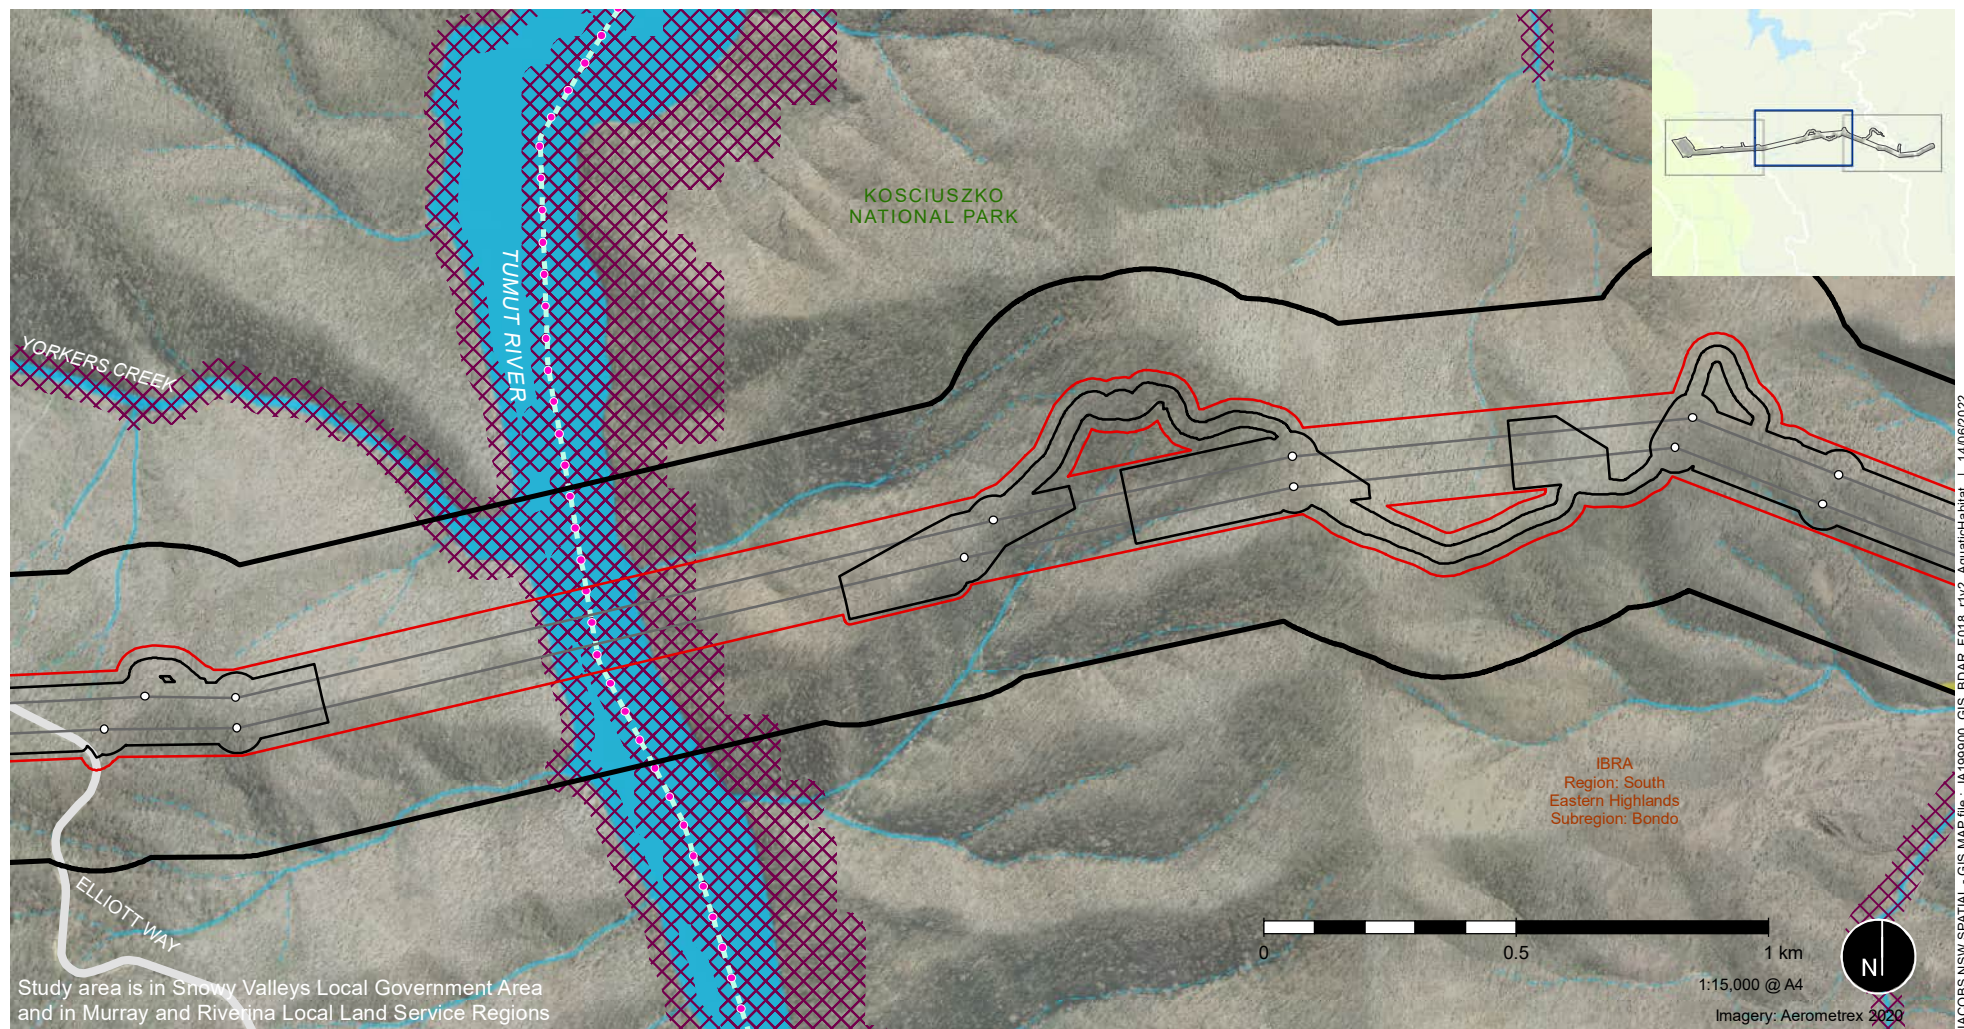 KOSCIUSZKO
NATIONAL PARK
TUMUT RIVER
YORKERS CREEK
IBRA
Region: South
Eastern Highlands
Subregion: Bondo
ELLIOTT WAY
0 0.5 1 km
1:15,000 @ A4
N
Imagery: Aerometrex 2020
Study area is in Snowy Valleys Local Government Area
and in Murray and Riverina Local Land Service Regions